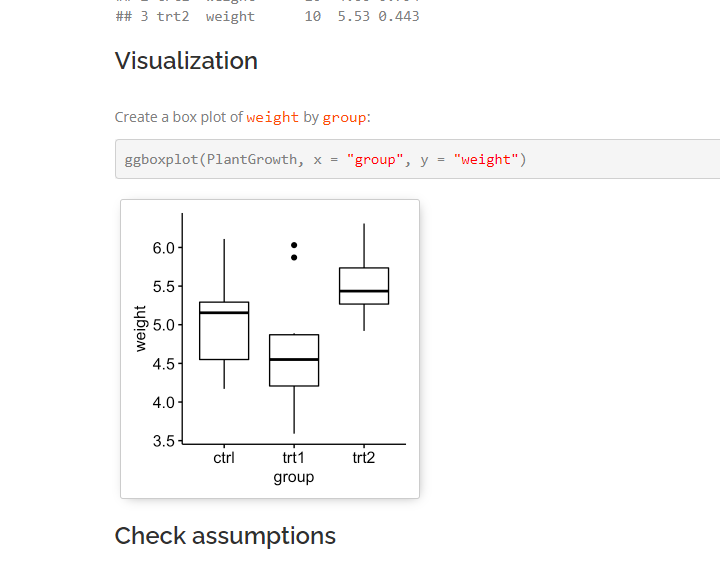 ## 3 trt2  weight      10  5.53 0.443
Visualization
Create a box plot of weight by group:
ggboxplot(PlantGrowth, x = "group", y = "weight")
6.0
5.5
5.0
4.5
4.0
3.5
weight
ctrl trt1 trt2
group
Check assumptions